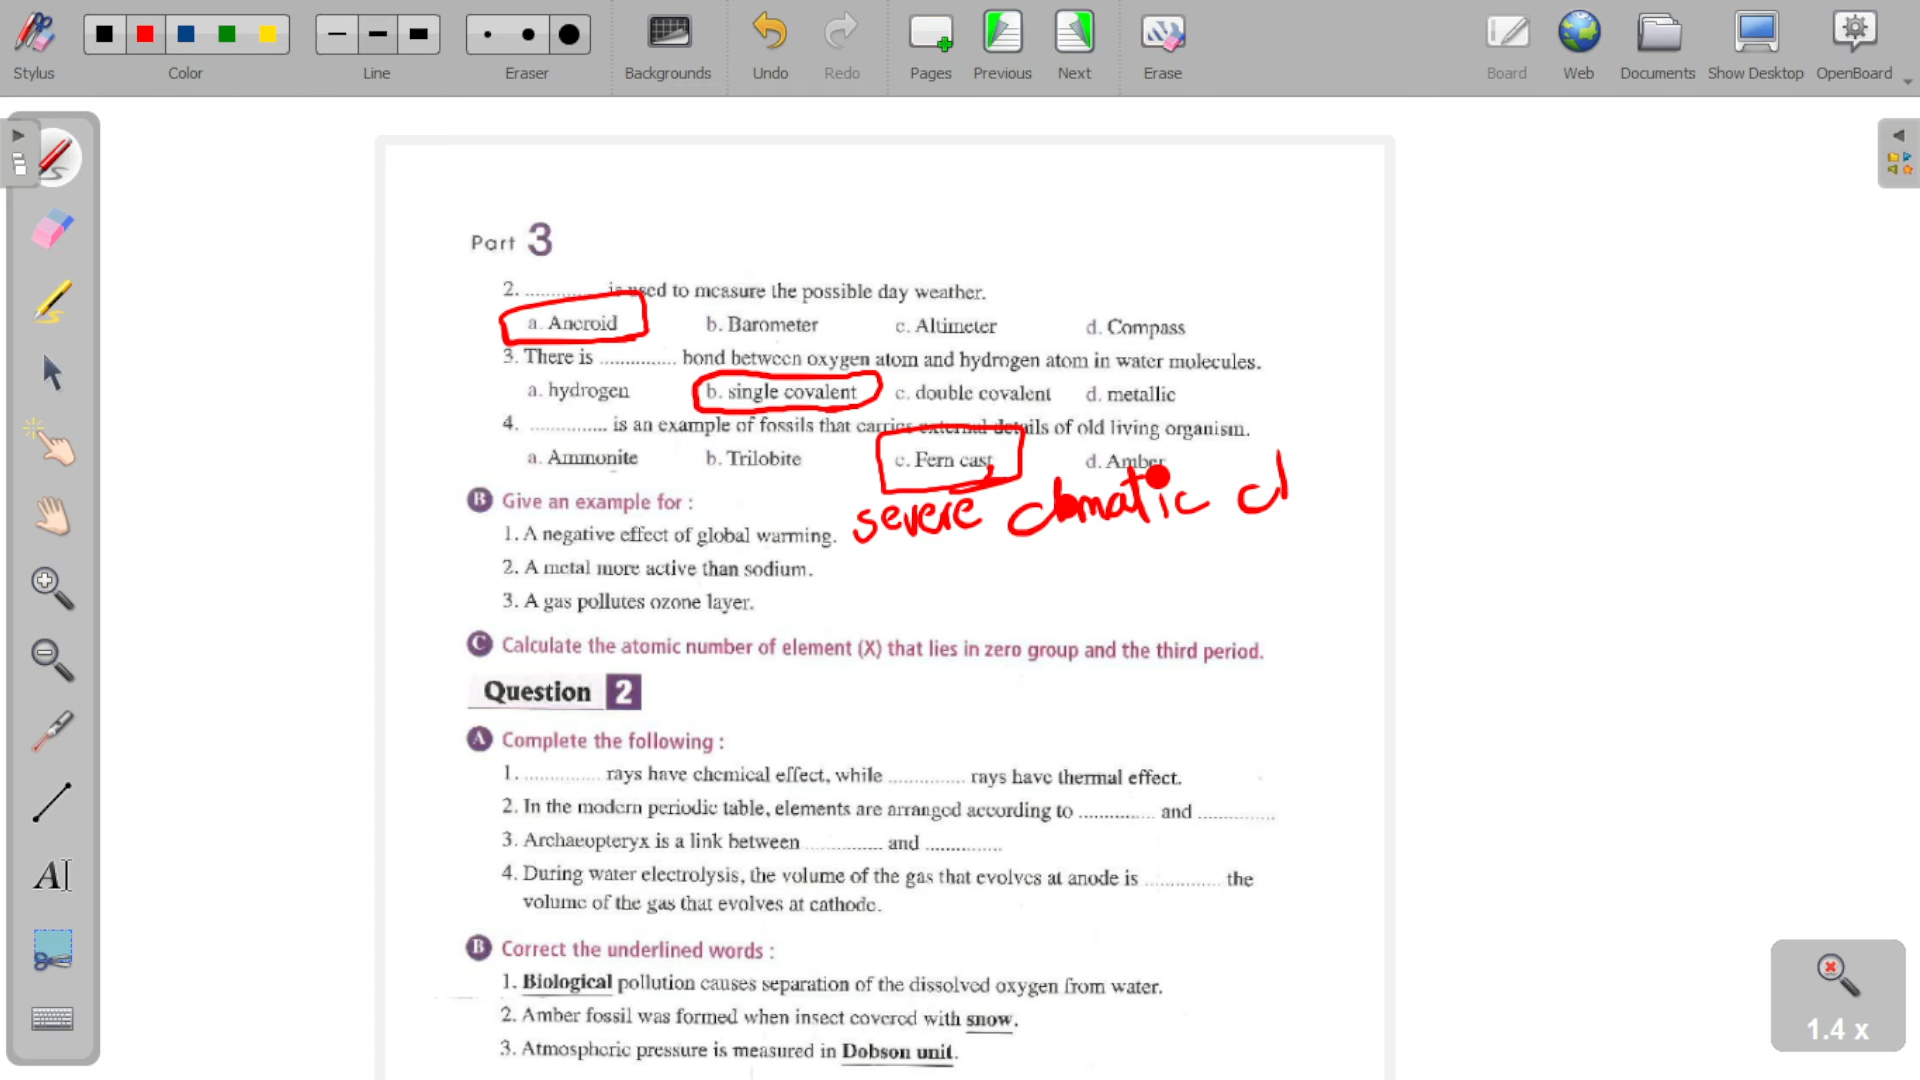 Stylus
Color
Line
Eraser
Backgrounds
Undo
Redo
Pages
Previous
Next
Erase
Board
Web
Documents
Show Desktop
OpenBoard
Part 3
2. .............. is used to measure the possible day weather.
a. Aneroid b. Barometer c. Altimeter d. Compass
3. There is .............. bond between oxygen atom and hydrogen atom in water molecules.
a. hydrogen b. single covalent c. double covalent d. metallic
4. .............. is an example of fossils that carries external details of old living organism.
a. Ammonite b. Trilobite c. Fern cast d. Amber
B Give an example for :
1. A negative effect of global warming. severe climatic cl
2. A metal more active than sodium.
3. A gas pollutes ozone layer.
C Calculate the atomic number of element (X) that lies in zero group and the third period.
Question 2
A Complete the following :
1. .............. rays have chemical effect, while .............. rays have thermal effect.
2. In the modern periodic table, elements are arranged according to .............. and ..............
3. Archaeopteryx is a link between .............. and ..............
4. During water electrolysis, the volume of the gas that evolves at anode is .............. the
volume of the gas that evolves at cathode.
B Correct the underlined words :
1. Biological pollution causes separation of the dissolved oxygen from water.
2. Amber fossil was formed when insect covered with snow.
3. Atmospheric pressure is measured in Dobson unit.
1.4 x